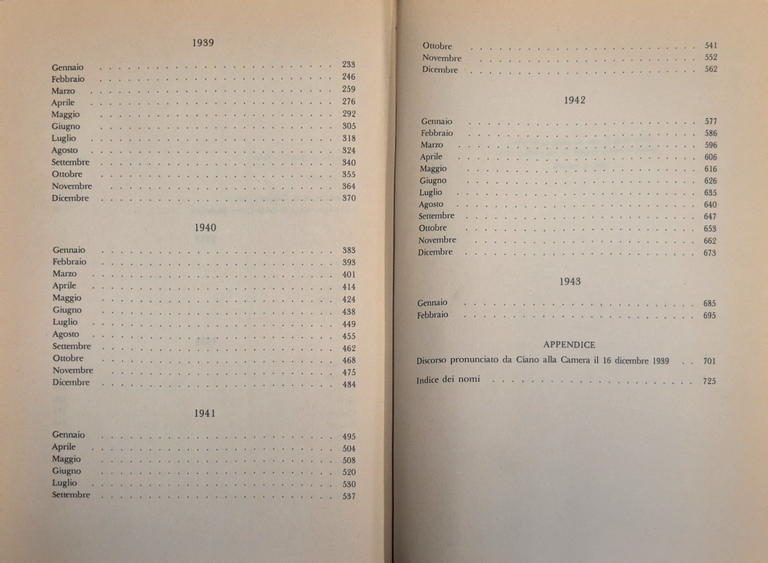 1939
Gennaio . . . . . . . . . . . . . . . . . . . . . . . . . 233
Febbraio . . . . . . . . . . . . . . . . . . . . . . . . . 246
Marzo . . . . . . . . . . . . . . . . . . . . . . . . . 259
Aprile . . . . . . . . . . . . . . . . . . . . . . . . . 276
Maggio . . . . . . . . . . . . . . . . . . . . . . . . . 292
Giugno . . . . . . . . . . . . . . . . . . . . . . . . . 305
Luglio . . . . . . . . . . . . . . . . . . . . . . . . . 318
Agosto . . . . . . . . . . . . . . . . . . . . . . . . . 324
Settembre . . . . . . . . . . . . . . . . . . . . . . . . . 340
Ottobre . . . . . . . . . . . . . . . . . . . . . . . . . 355
Novembre . . . . . . . . . . . . . . . . . . . . . . . . . 364
Dicembre . . . . . . . . . . . . . . . . . . . . . . . . . 370
1940
Gennaio . . . . . . . . . . . . . . . . . . . . . . . . . 383
Febbraio . . . . . . . . . . . . . . . . . . . . . . . . . 393
Marzo . . . . . . . . . . . . . . . . . . . . . . . . . 401
Aprile . . . . . . . . . . . . . . . . . . . . . . . . . 414
Maggio . . . . . . . . . . . . . . . . . . . . . . . . . 424
Giugno . . . . . . . . . . . . . . . . . . . . . . . . . 438
Luglio . . . . . . . . . . . . . . . . . . . . . . . . . 449
Agosto . . . . . . . . . . . . . . . . . . . . . . . . . 455
Settembre . . . . . . . . . . . . . . . . . . . . . . . . . 462
Ottobre . . . . . . . . . . . . . . . . . . . . . . . . . 468
Novembre . . . . . . . . . . . . . . . . . . . . . . . . . 475
Dicembre . . . . . . . . . . . . . . . . . . . . . . . . . 484
1941
Gennaio . . . . . . . . . . . . . . . . . . . . . . . . . 495
Aprile . . . . . . . . . . . . . . . . . . . . . . . . . 504
Maggio . . . . . . . . . . . . . . . . . . . . . . . . . 508
Giugno . . . . . . . . . . . . . . . . . . . . . . . . . 520
Luglio . . . . . . . . . . . . . . . . . . . . . . . . . 530
Settembre . . . . . . . . . . . . . . . . . . . . . . . . . 537
Ottobre . . . . . . . . . . . . . . . . . . . . . . . . 541
Novembre . . . . . . . . . . . . . . . . . . . . . . . . 552
Dicembre . . . . . . . . . . . . . . . . . . . . . . . . 562
1942
Gennaio . . . . . . . . . . . . . . . . . . . . . . . . 577
Febbraio . . . . . . . . . . . . . . . . . . . . . . . . 586
Marzo . . . . . . . . . . . . . . . . . . . . . . . . 596
Aprile . . . . . . . . . . . . . . . . . . . . . . . . 606
Maggio . . . . . . . . . . . . . . . . . . . . . . . . 616
Giugno . . . . . . . . . . . . . . . . . . . . . . . . 626
Luglio . . . . . . . . . . . . . . . . . . . . . . . . 635
Agosto . . . . . . . . . . . . . . . . . . . . . . . . 640
Settembre . . . . . . . . . . . . . . . . . . . . . . . . 647
Ottobre . . . . . . . . . . . . . . . . . . . . . . . . 653
Novembre . . . . . . . . . . . . . . . . . . . . . . . . 662
Dicembre . . . . . . . . . . . . . . . . . . . . . . . . 673
1943
Gennaio . . . . . . . . . . . . . . . . . . . . . . . . 685
Febbraio . . . . . . . . . . . . . . . . . . . . . . . . 695
APPENDICE
Discorso pronunciato da Ciano alla Camera il 16 dicembre 1939 . . 701
Indice dei nomi . . . . . . . . . . . . . . . . . . . . . 725